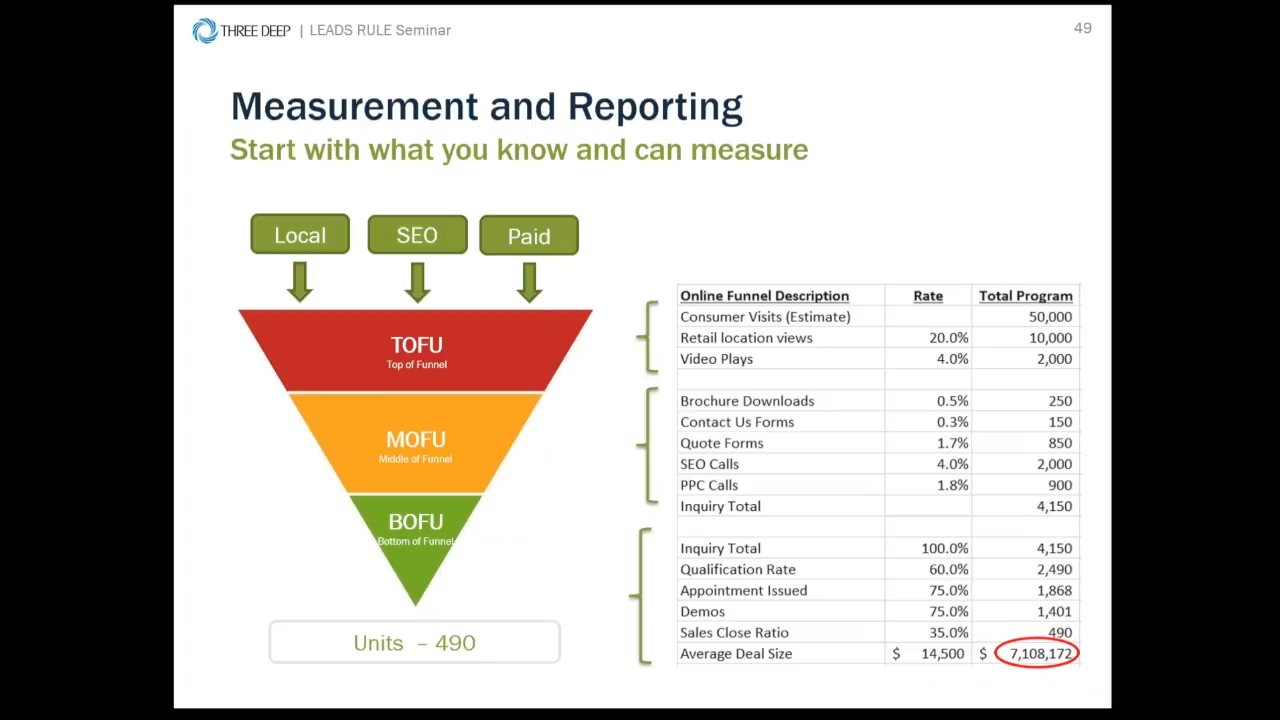 THREE DEEP | LEADS RULE Seminar
49
Measurement and Reporting
Start with what you know and can measure
Local
SEO
Paid
TOFU
Top of Funnel
MOFU
Middle of Funnel
BOFU
Bottom of Funnel
Units – 490
Online Funnel Description Rate Total Program
Consumer Visits (Estimate) 50,000
Retail location views 20.0% 10,000
Video Plays 4.0% 2,000
Brochure Downloads 0.5% 250
Contact Us Forms 0.3% 150
Quote Forms 1.7% 850
SEO Calls 4.0% 2,000
PPC Calls 1.8% 900
Inquiry Total 4,150
Inquiry Total 100.0% 4,150
Qualification Rate 60.0% 2,490
Appointment Issued 75.0% 1,868
Demos 75.0% 1,401
Sales Close Ratio 35.0% 490
Average Deal Size $ 14,500 $ 7,108,172